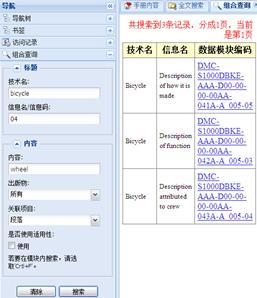 导航
导航树
书签
访问记录
组合查询
标题
技术名:
bicycle
信息名/信息码:
04
内容
内容:
wheel
出版物:
所有
关联项目:
段落
是否使用适用性:
使用
若要在模块内搜索，请选
取'Ctrl+F'。
清除
搜索
手册内容
全文搜索
组合查询
共搜索到3条记录，分成1页，当前
是第1页
技术名
信息名
数据模块编码
Bicycle
Description
of how it is
made
DMC-
S1000DBKE-
AAA-D00-00-
00-00AA-
041A-A_005-05
Bicycle
Description
of function
DMC-
S1000DBKE-
AAA-D00-00-
00-00AA-
042A-A_005-03
Bicycle
Description
attributed
to crew
DMC-
S1000DBKE-
AAA-D00-00-
00-00AA-
043A-A_005-04